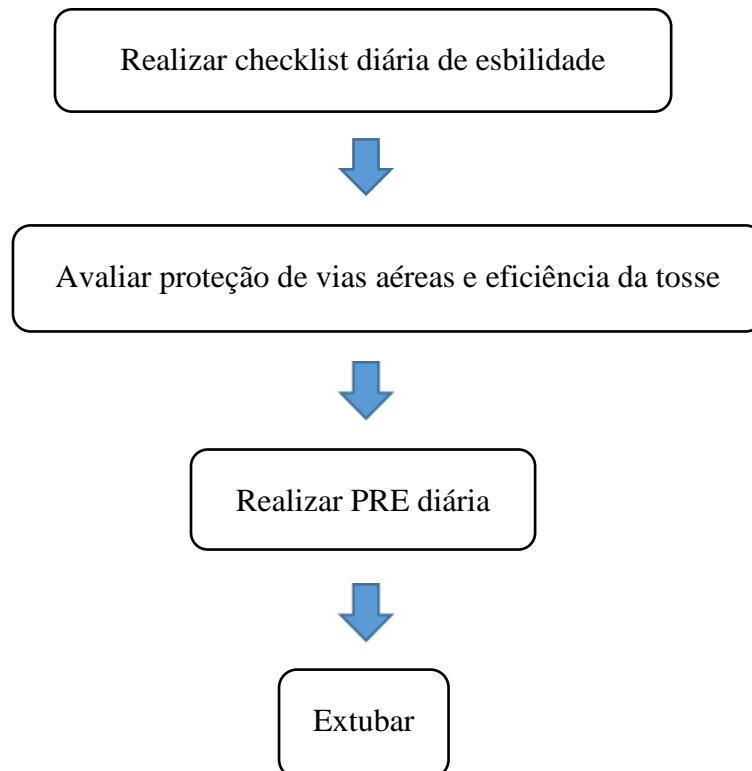 Realizar checklist diária de esbilidade
Avaliar proteção de vias aéreas e eficiência da tosse
Realizar PRE diária
Extubar